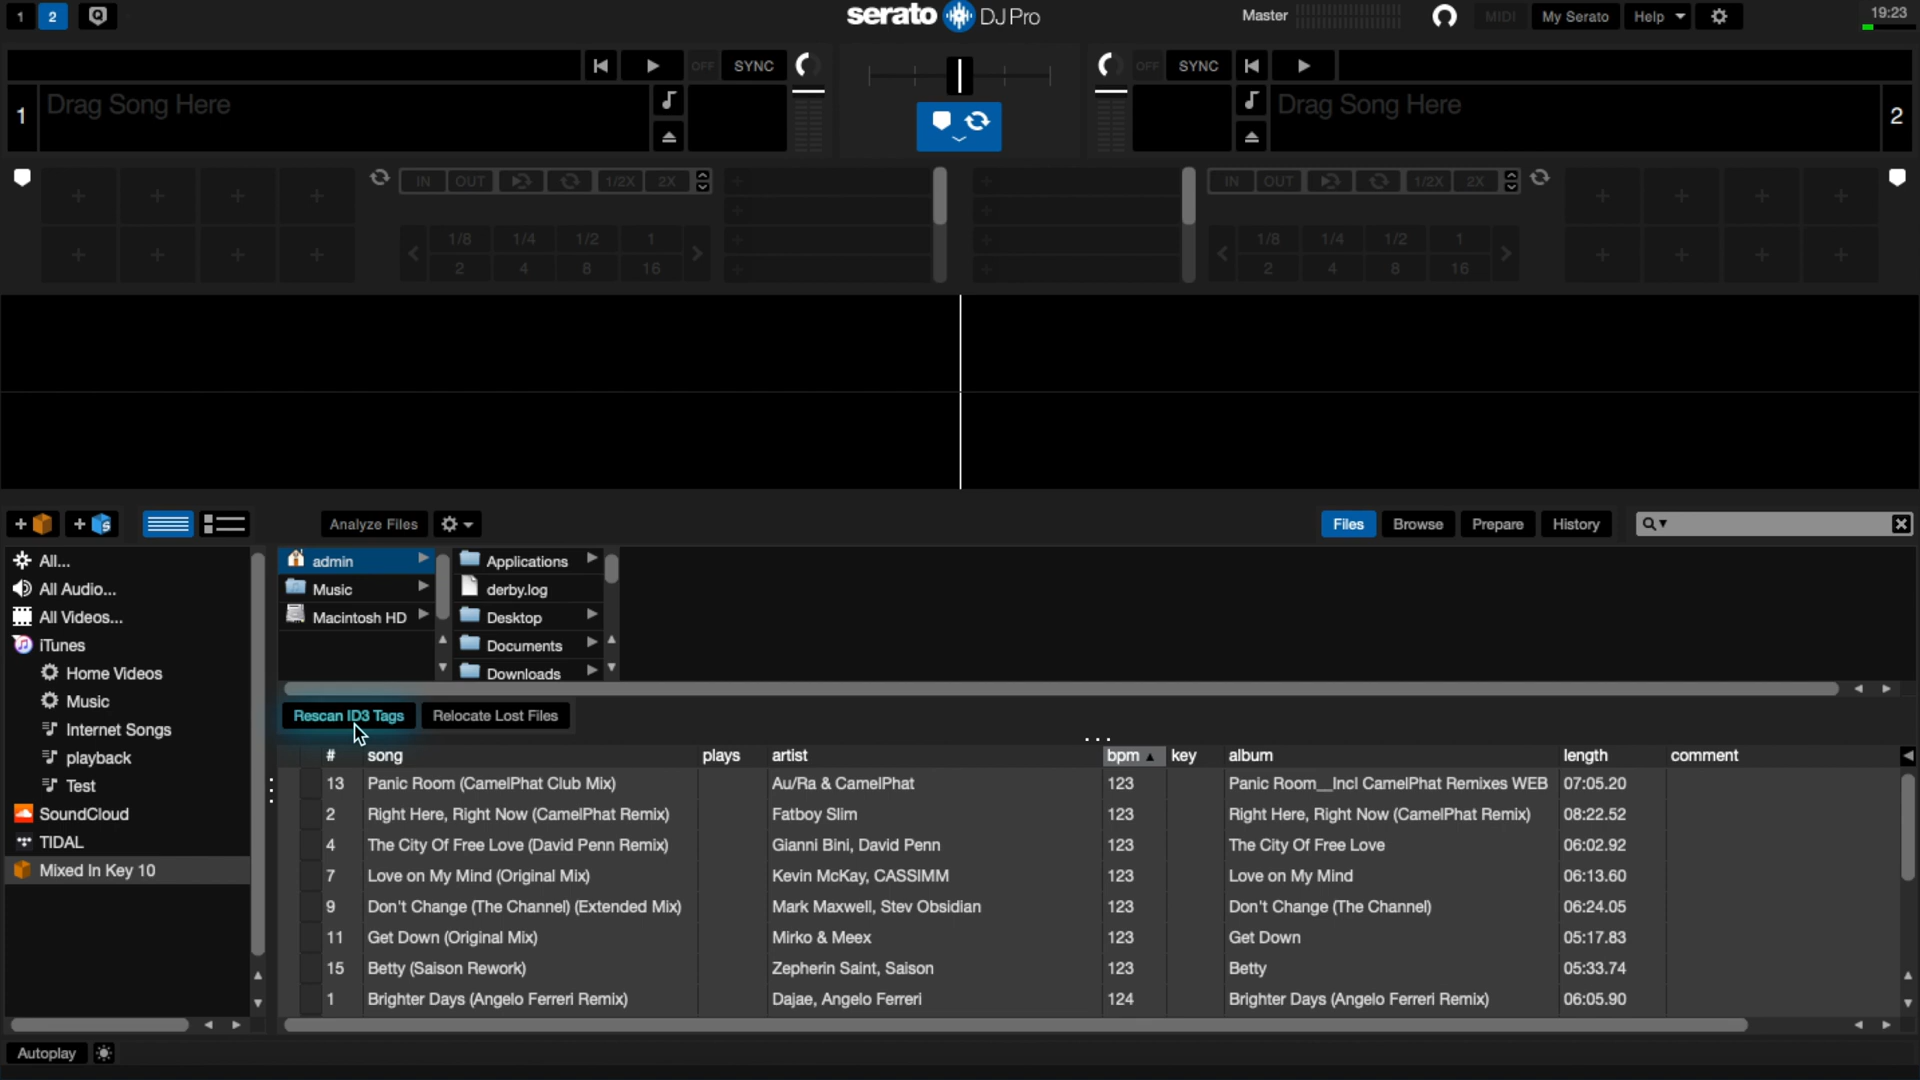 1 2 serato DJ Pro Master MIDI My Serato Help 19:23
OFF SYNC OFF SYNC
1 Drag Song Here Drag Song Here 2
IN OUT 1/2X 2X IN OUT 1/2X 2X
1/8 1/4 1/2 1 1/8 1/4 1/2 1
2 4 8 16 2 4 8 16
Analyze Files Files Browse Prepare History
All...
All Audio...
All Videos...
iTunes
Home Videos
Music
Internet Songs
playback
Test
SoundCloud
TIDAL
Mixed In Key 10
admin
Music
Macintosh HD
Applications
derby.log
Desktop
Documents
Downloads
Rescan ID3 Tags Relocate Lost Files
# song plays artist bpm key album length comment
13 Panic Room (CamelPhat Club Mix) Au/Ra & CamelPhat 123 Panic Room__Incl CamelPhat Remixes WEB 07:05.20
2 Right Here, Right Now (CamelPhat Remix) Fatboy Slim 123 Right Here, Right Now (CamelPhat Remix) 08:22.52
4 The City Of Free Love (David Penn Remix) Gianni Bini, David Penn 123 The City Of Free Love 06:02.92
7 Love on My Mind (Original Mix) Kevin McKay, CASSIMM 123 Love on My Mind 06:13.60
9 Don't Change (The Channel) (Extended Mix) Mark Maxwell, Stev Obsidian 123 Don't Change (The Channel) 06:24.05
11 Get Down (Original Mix) Mirko & Meex 123 Get Down 05:17.83
15 Betty (Saison Rework) Zepherin Saint, Saison 123 Betty 05:33.74
1 Brighter Days (Angelo Ferreri Remix) Dajae, Angelo Ferreri 124 Brighter Days (Angelo Ferreri Remix) 06:05.90
Autoplay